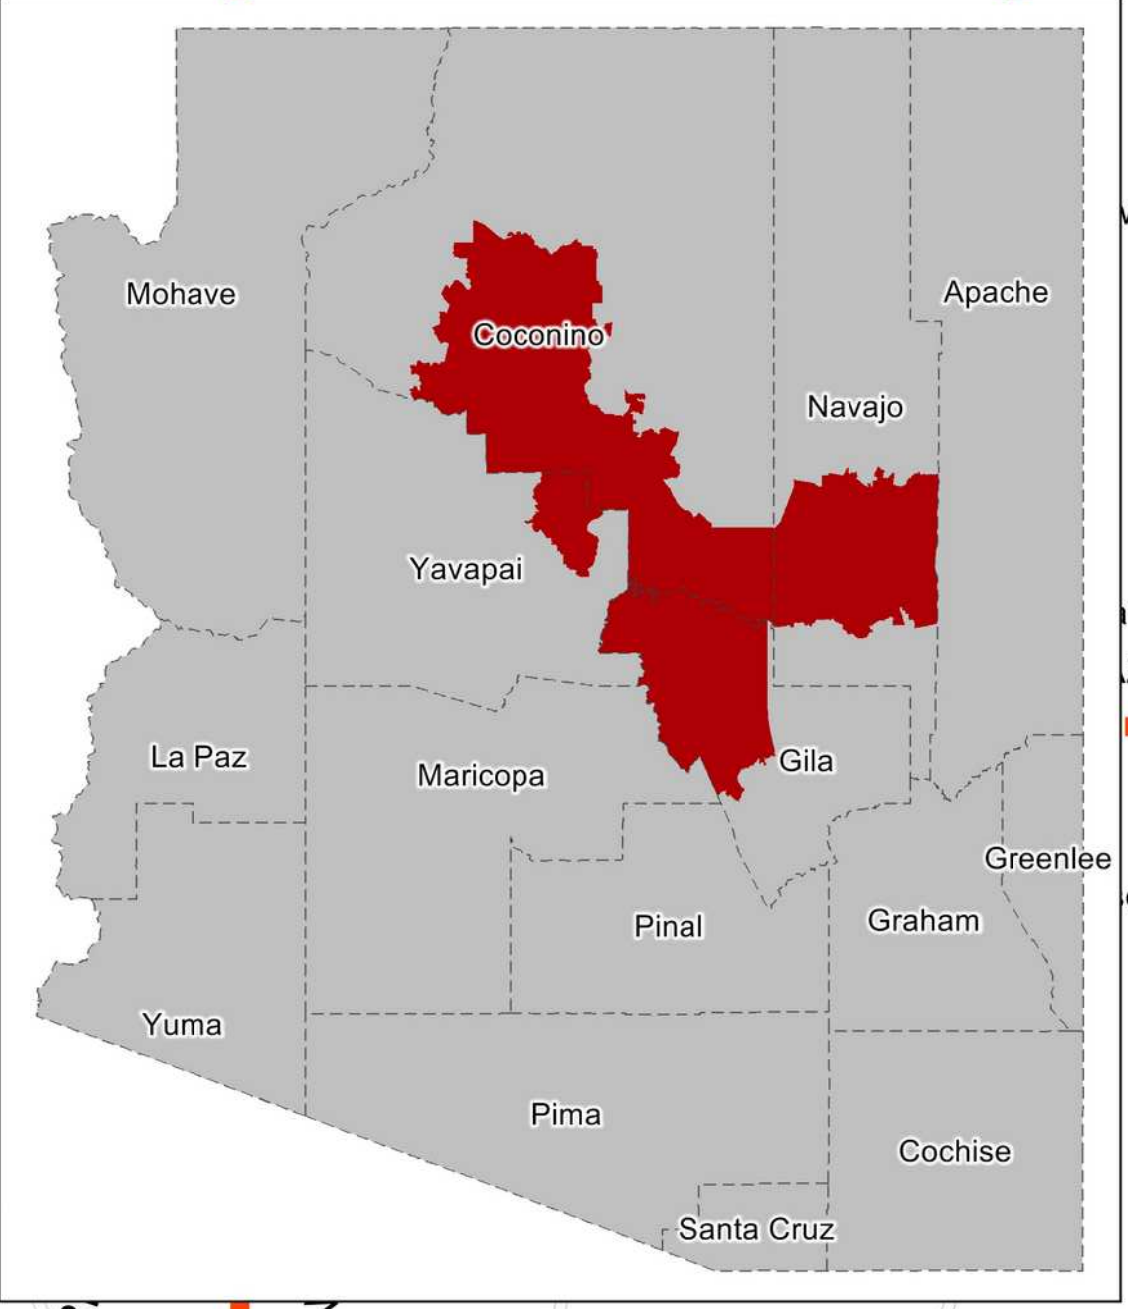 Mohave
Apache
Coconino
Navajo
Yavapai
La Paz
Maricopa
Gila
Greenlee
Pinal
Graham
Yuma
Pima
Cochise
Santa Cruz